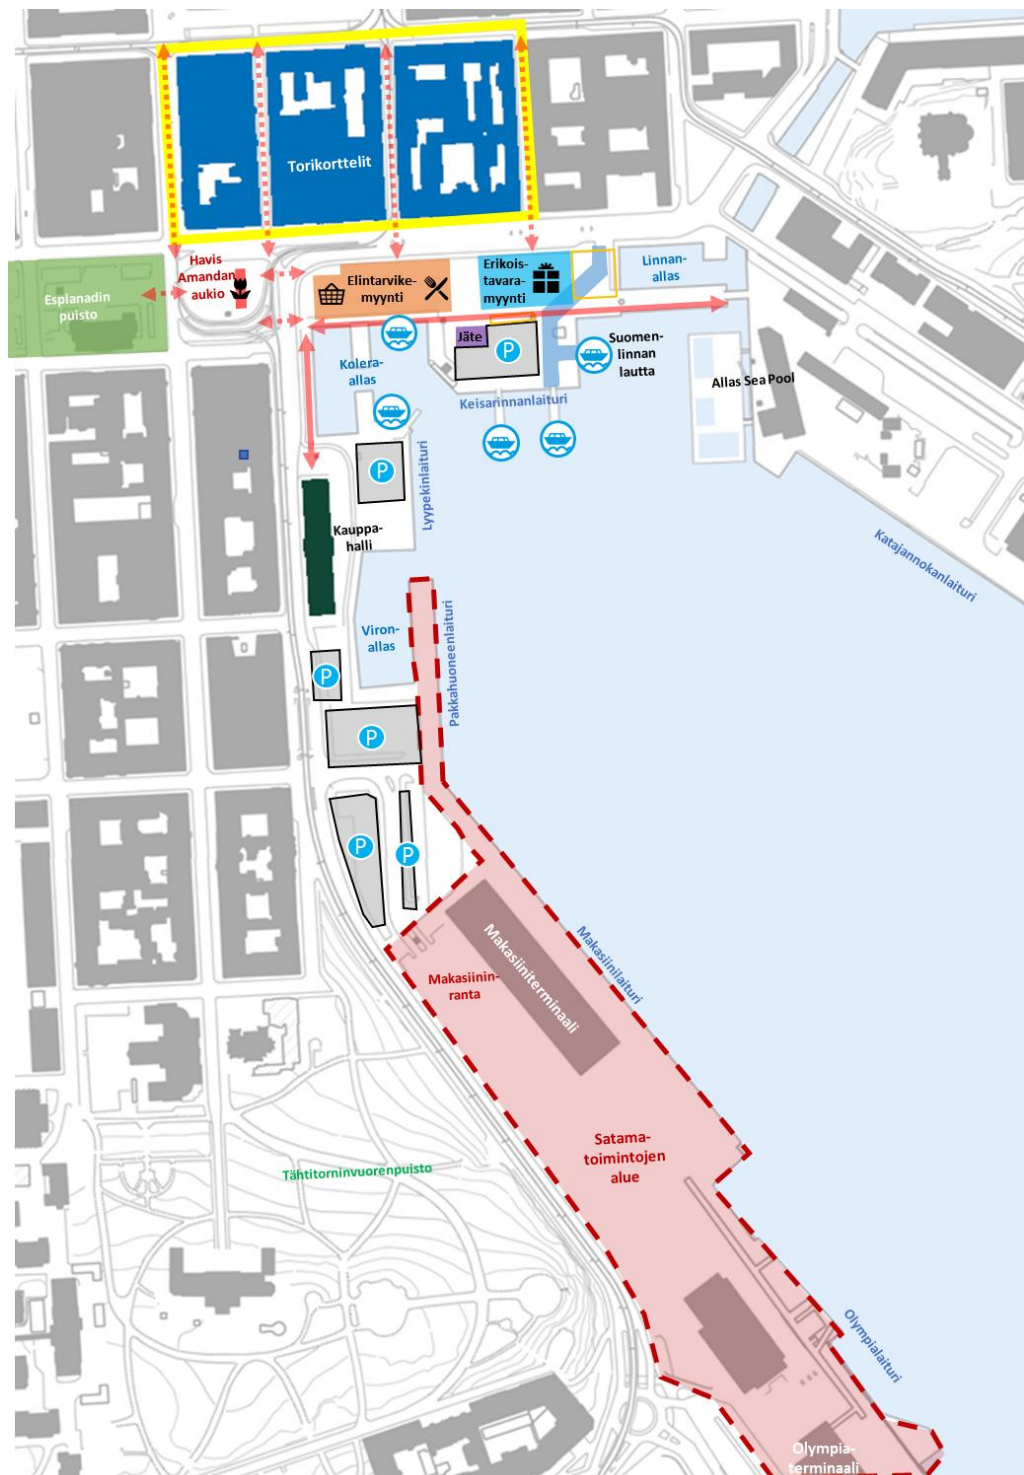 Torikorttelit
Havis
Amandan
aukio
Esplanadin
puisto
Elintarvike-
myynti
Erikois-
tavara-
myynti
Linnan-
allas
Jäte
P
Suomen-
linnan
lautta
Kolera-
allas
Allas Sea Pool
Keisarinnanlaituri
P
Lyypekinlaituri
Kauppa-
halli
Katajannokanlaituri
Viron-
allas
Pakkahuoneenlaituri
P
P
P
P
Makasiiniterminaali
Makasiinilaituri
Makasiinin-
ranta
Satama-
toimintojen
alue
Tähtitorninvuorenpuisto
Olympialaituri
Olympia-
terminaali